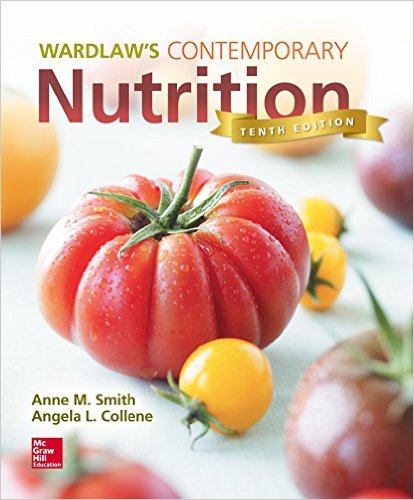 WARDLAW'S CONTEMPORARY
Nutrition
TENTH EDITION
Anne M. Smith
Angela L. Collene
Mc
Graw
Hill
Education